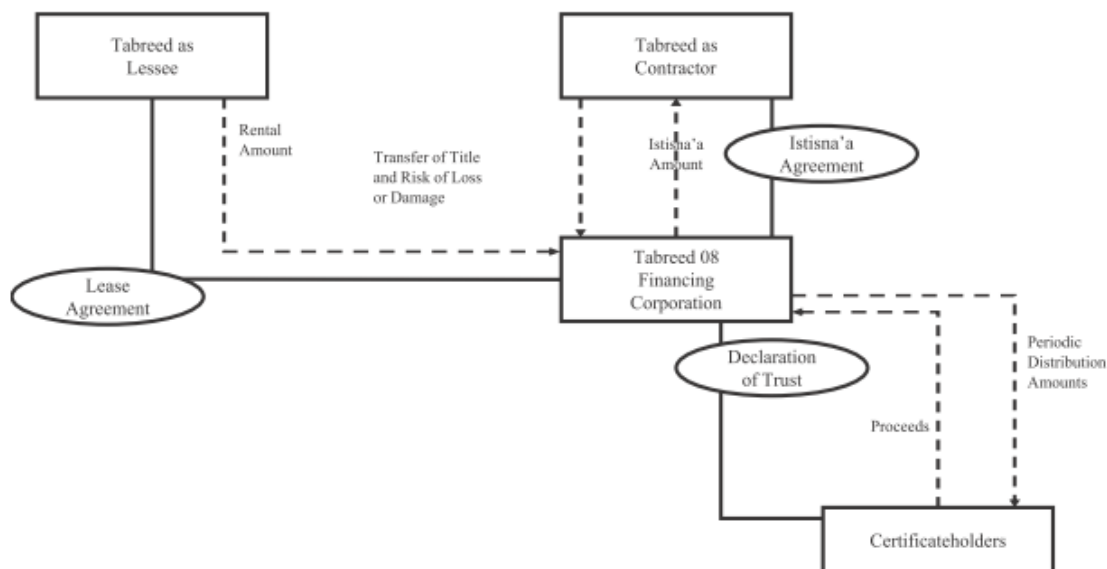 Tabreed as
Lessee
Tabreed as
Contractor
Rental
Amount
Transfer of Title
and Risk of Loss
or Damage
Istisna’a
Amount
Istisna’a
Agreement
Lease
Agreement
Tabreed 08
Financing
Corporation
Declaration
of Trust
Periodic
Distribution
Amounts
Proceeds
Certificateholders